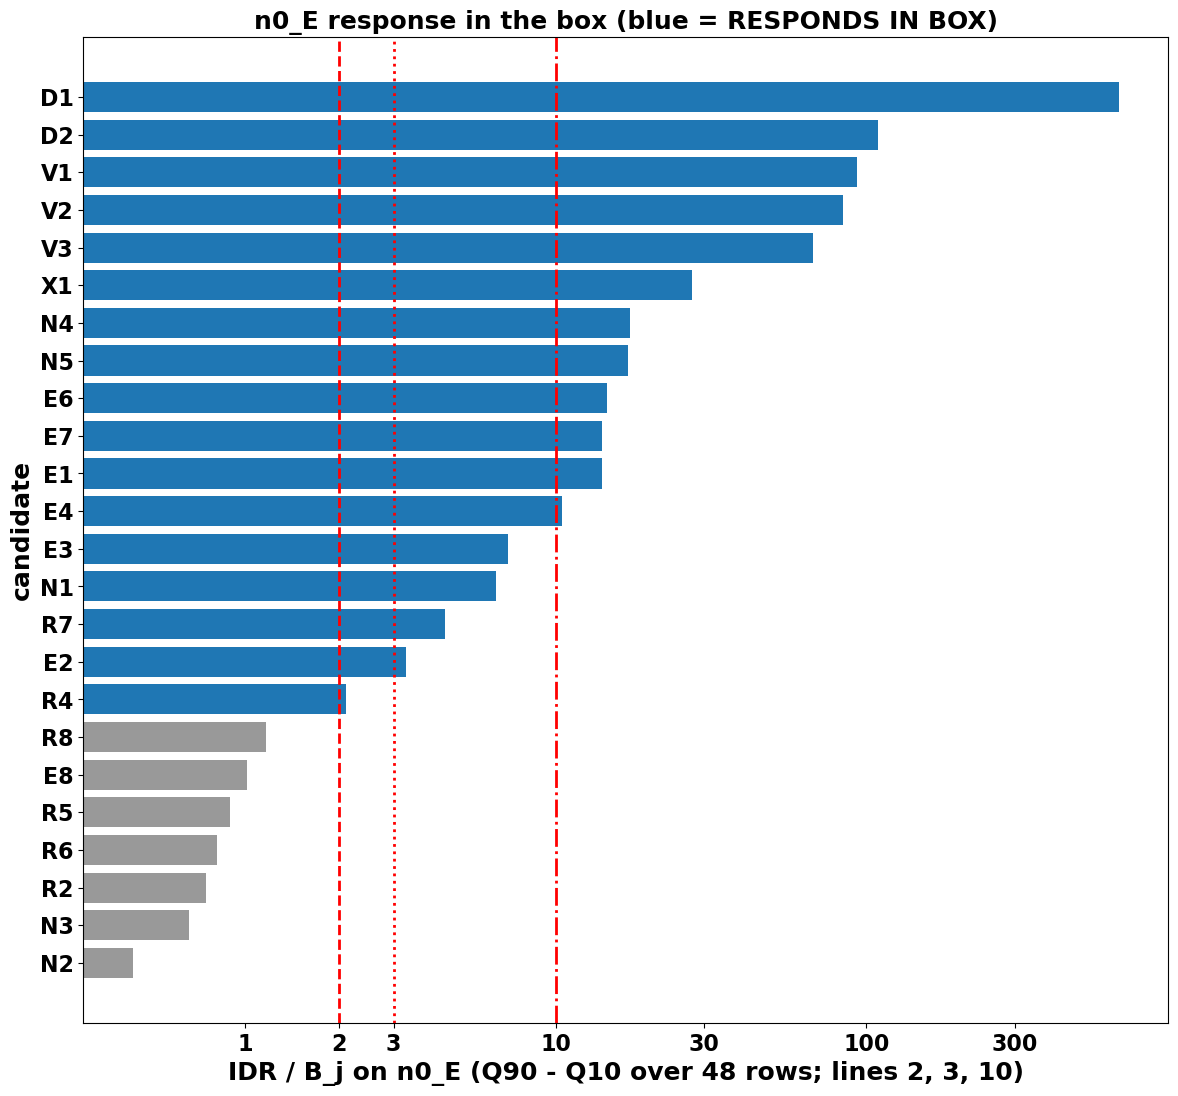 n0_E response in the box (blue = RESPONDS IN BOX)
candidate
D1
D2
V1
V2
V3
X1
N4
N5
E6
E7
E1
E4
E3
N1
R7
E2
R4
R8
E8
R5
R6
R2
N3
N2
1 2 3 10 30 100 300
IDR / B_j on n0_E (Q90 - Q10 over 48 rows; lines 2, 3, 10)